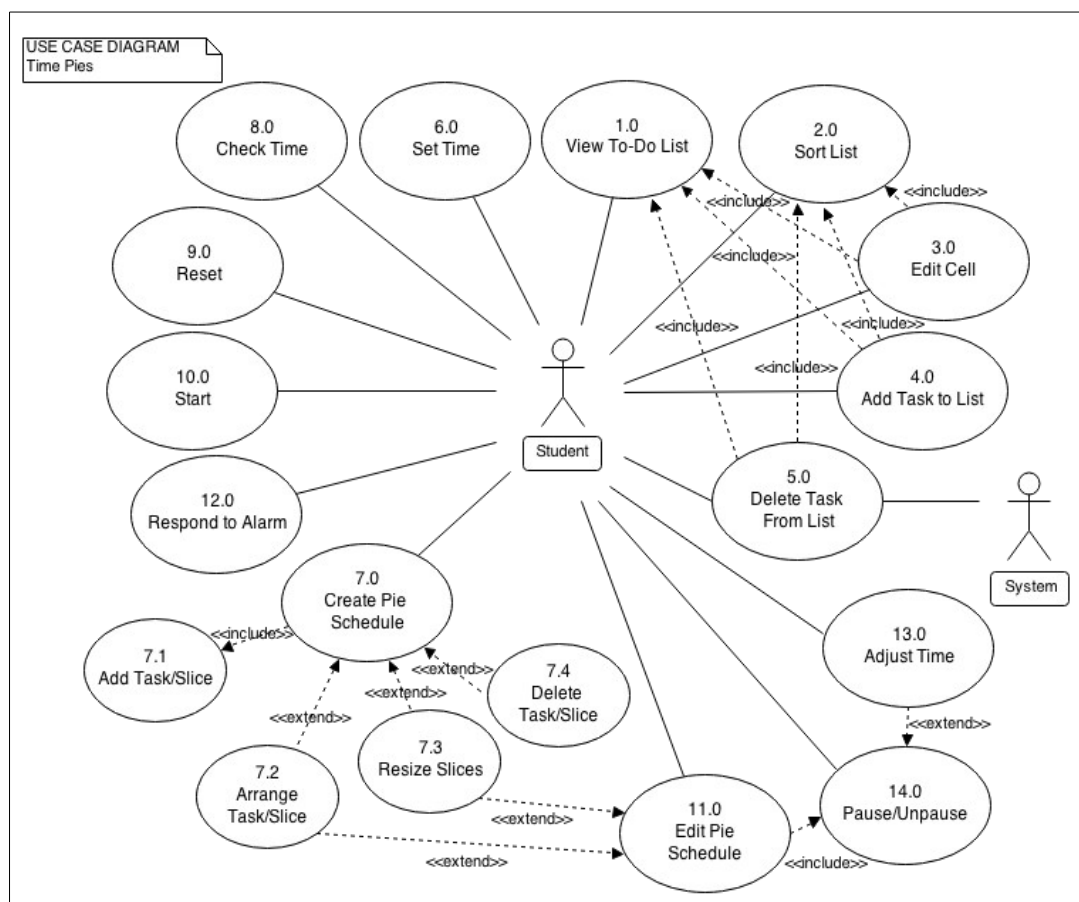 USE CASE DIAGRAM
Time Pies
8.0
Check Time
6.0
Set Time
1.0
View To-Do List
2.0
Sort List
<<include>>
<<include>>
3.0
Edit Cell
9.0
Reset
<<include>>
<<include>>
<<include>>
<<include>>
10.0
Start
4.0
Add Task to List
Student
12.0
Respond to Alarm
5.0
Delete Task
From List
System
7.0
Create Pie
Schedule
<<include>>
7.1
Add Task/Slice
13.0
Adjust Time
<<extend>>
7.4
Delete
Task/Slice
<<extend>>
<<extend>>
<<extend>>
7.3
Resize Slices
7.2
Arrange
Task/Slice
14.0
Pause/Unpause
11.0
Edit Pie
Schedule
<<extend>>
<<extend>>
<<include>>